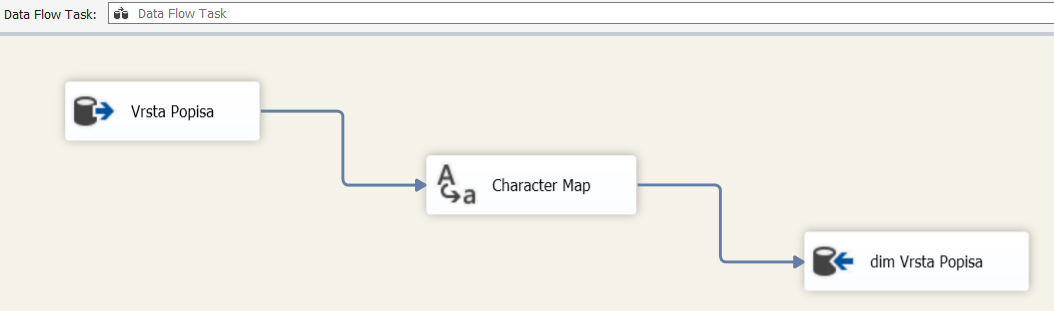 Data Flow Task: Data Flow Task
Vrsta Popisa
Character Map
dim Vrsta Popisa